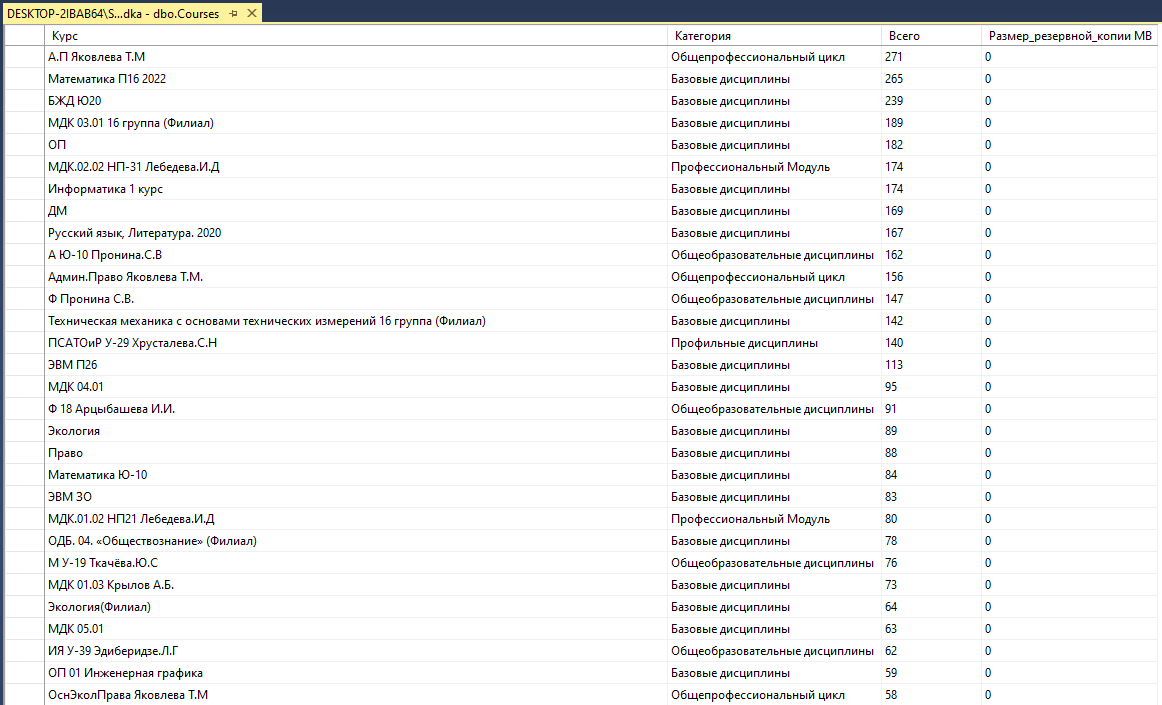 DESKTOP-2IBAB64\S...dka - dbo.Courses
Курс Категория Всего Размер_резервной_копии MB
А.П Яковлева Т.М Общепрофессиональный цикл 271 0
Математика П16 2022 Базовые дисциплины 265 0
БЖД Ю20 Базовые дисциплины 239 0
МДК 03.01 16 группа (Филиал) Базовые дисциплины 189 0
ОП Базовые дисциплины 182 0
МДК.02.02 НП-31 Лебедева.И.Д Профессиональный Модуль 174 0
Информатика 1 курс Базовые дисциплины 174 0
ДМ Базовые дисциплины 169 0
Русский язык, Литература. 2020 Базовые дисциплины 167 0
А Ю-10 Пронина.С.В Общеобразовательные дисциплины 162 0
Админ.Право Яковлева Т.М. Общепрофессиональный цикл 156 0
Ф Пронина С.В. Общеобразовательные дисциплины 147 0
Техническая механика с основами технических измерений 16 группа (Филиал) Базовые дисциплины 142 0
ПСАТОиР У-29 Хрусталева.С.Н Профильные дисциплины 140 0
ЭВМ П26 Базовые дисциплины 113 0
МДК 04.01 Базовые дисциплины 95 0
Ф 18 Арцыбашева И.И. Общеобразовательные дисциплины 91 0
Экология Базовые дисциплины 89 0
Право Базовые дисциплины 88 0
Математика Ю-10 Базовые дисциплины 84 0
ЭВМ ЗО Базовые дисциплины 83 0
МДК.01.02 НП21 Лебедева.И.Д Профессиональный Модуль 80 0
ОДБ. 04. «Обществознание» (Филиал) Базовые дисциплины 78 0
М У-19 Ткачёва.Ю.С Общеобразовательные дисциплины 76 0
МДК 01.03 Крылов А.Б. Базовые дисциплины 73 0
Экология(Филиал) Базовые дисциплины 64 0
МДК 05.01 Базовые дисциплины 63 0
ИЯ У-39 Эдиберидзе.Л.Г Общеобразовательные дисциплины 62 0
ОП 01 Инженерная графика Базовые дисциплины 59 0
ОснЭколПрава Яковлева Т.М Общепрофессиональный цикл 58 0